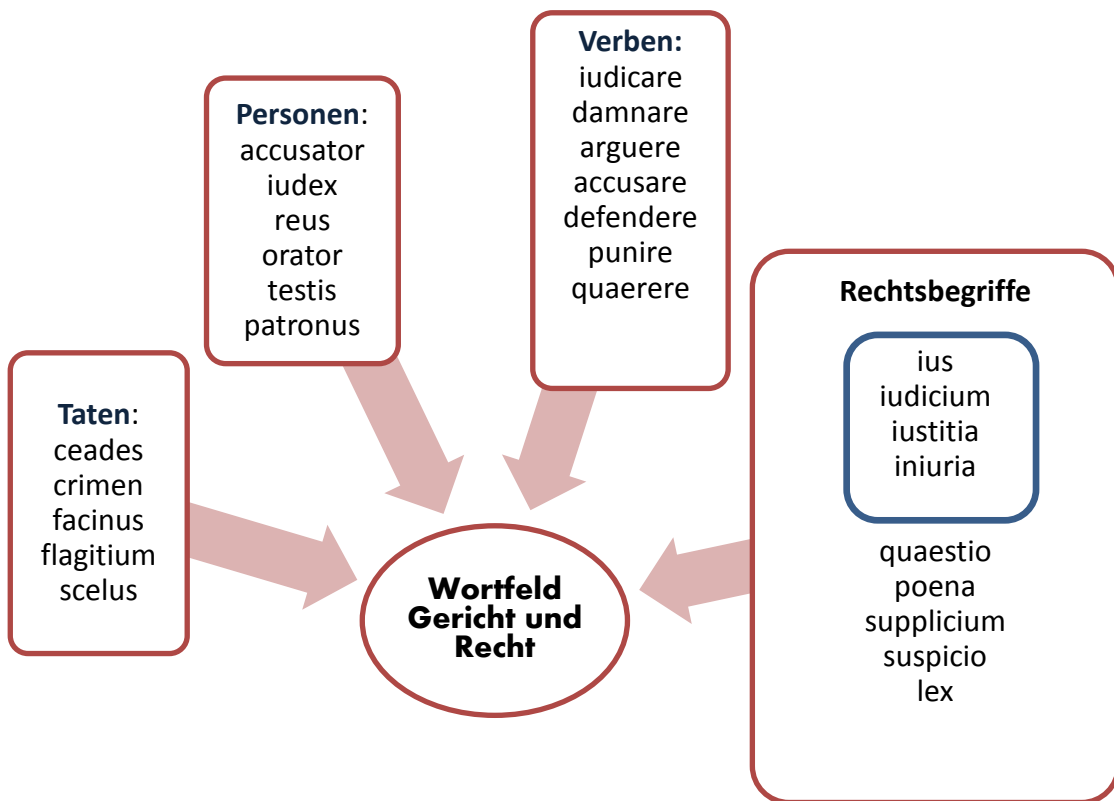 Taten:
ceades
crimen
facinus
flagitium
scelus
Personen:
accusator
iudex
reus
orator
testis
patronus
Verben:
iudicare
damnare
arguere
accusare
defendere
punire
quaerere
Rechtsbegriffe
ius
iudicium
iustitia
iniuria
quaestio
poena
supplicium
suspicio
lex
Wortfeld
Gericht und
Recht